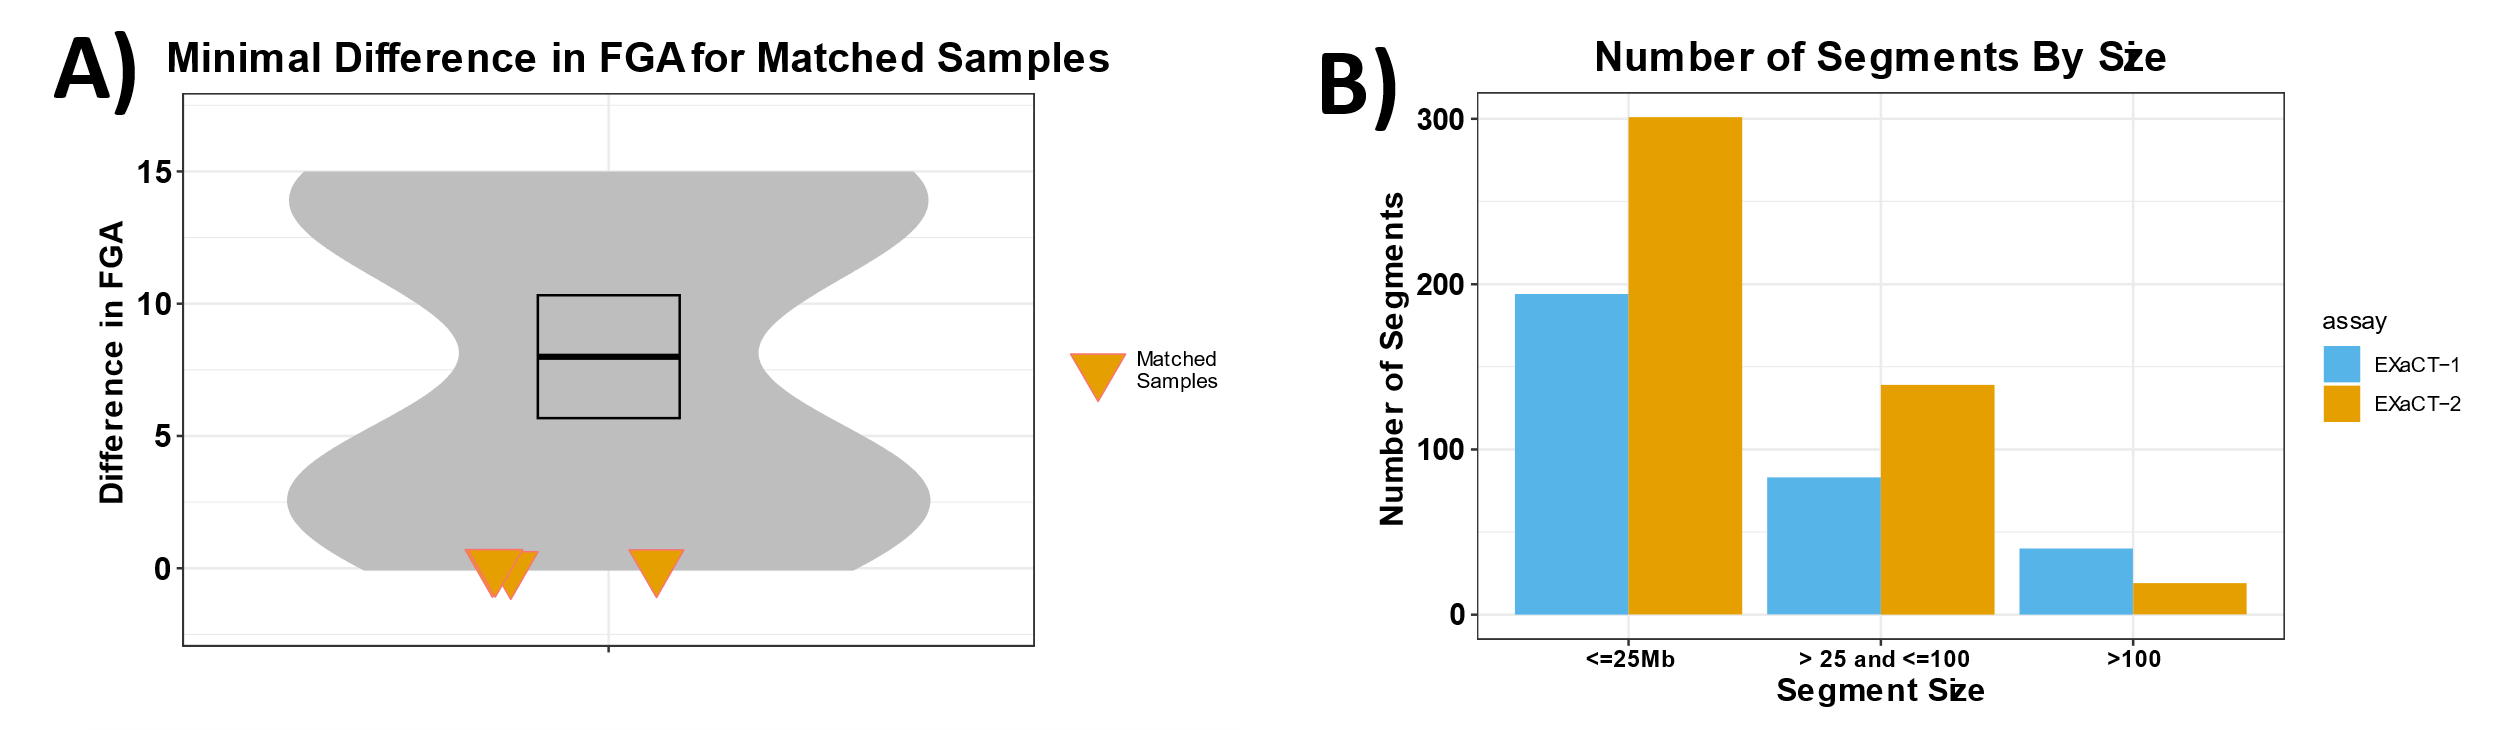 A)
Minimal Difference in FGA for Matched Samples
15
10
5
0
Difference in FGA
Matched
Samples
B)
Number of Segments By Size
300
200
100
0
Number of Segments
<=25Mb
> 25 and <=100
>100
Segment Size
assay
EXaCT−1
EXaCT−2